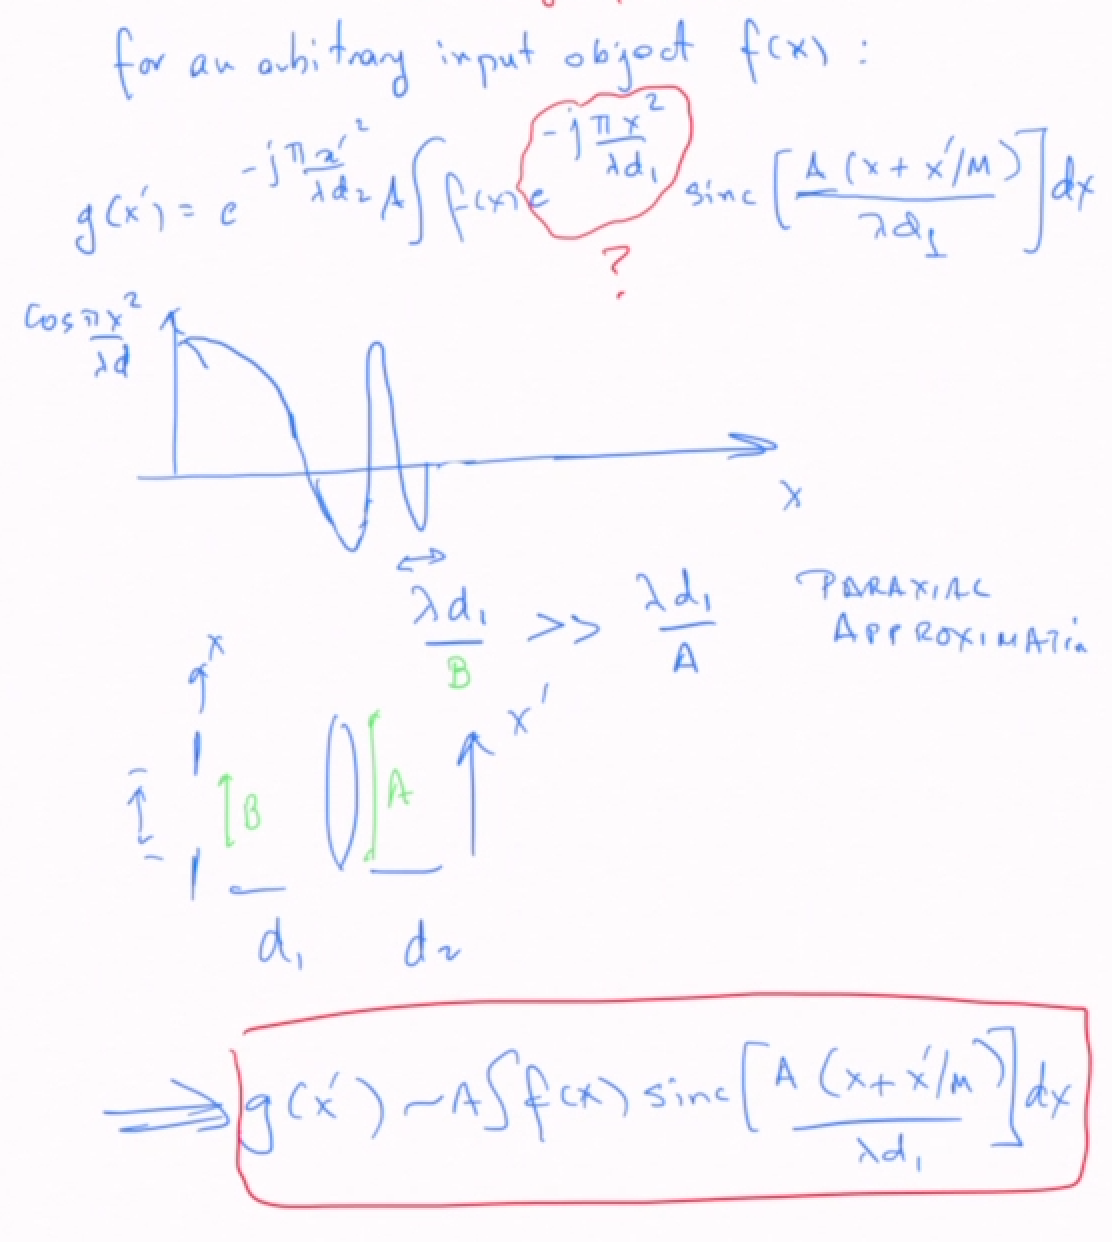 for an arbitrary input object f(x) :
g(x') = e^{-jπx'^2/λd_2} A∫f(x)e^{-jπx^2/λd_1} sinc[A(x+x'/M)/λd_1]dx
?
cos πx^2/λd
x
λd_1/B >> λd_1/A PARAXIAL
APPROXIMATION
x
x'
B A
d_1 d_2
⟹ g(x') ~ A∫f(x) sinc[A(x+x'/M)/λd_1]dx